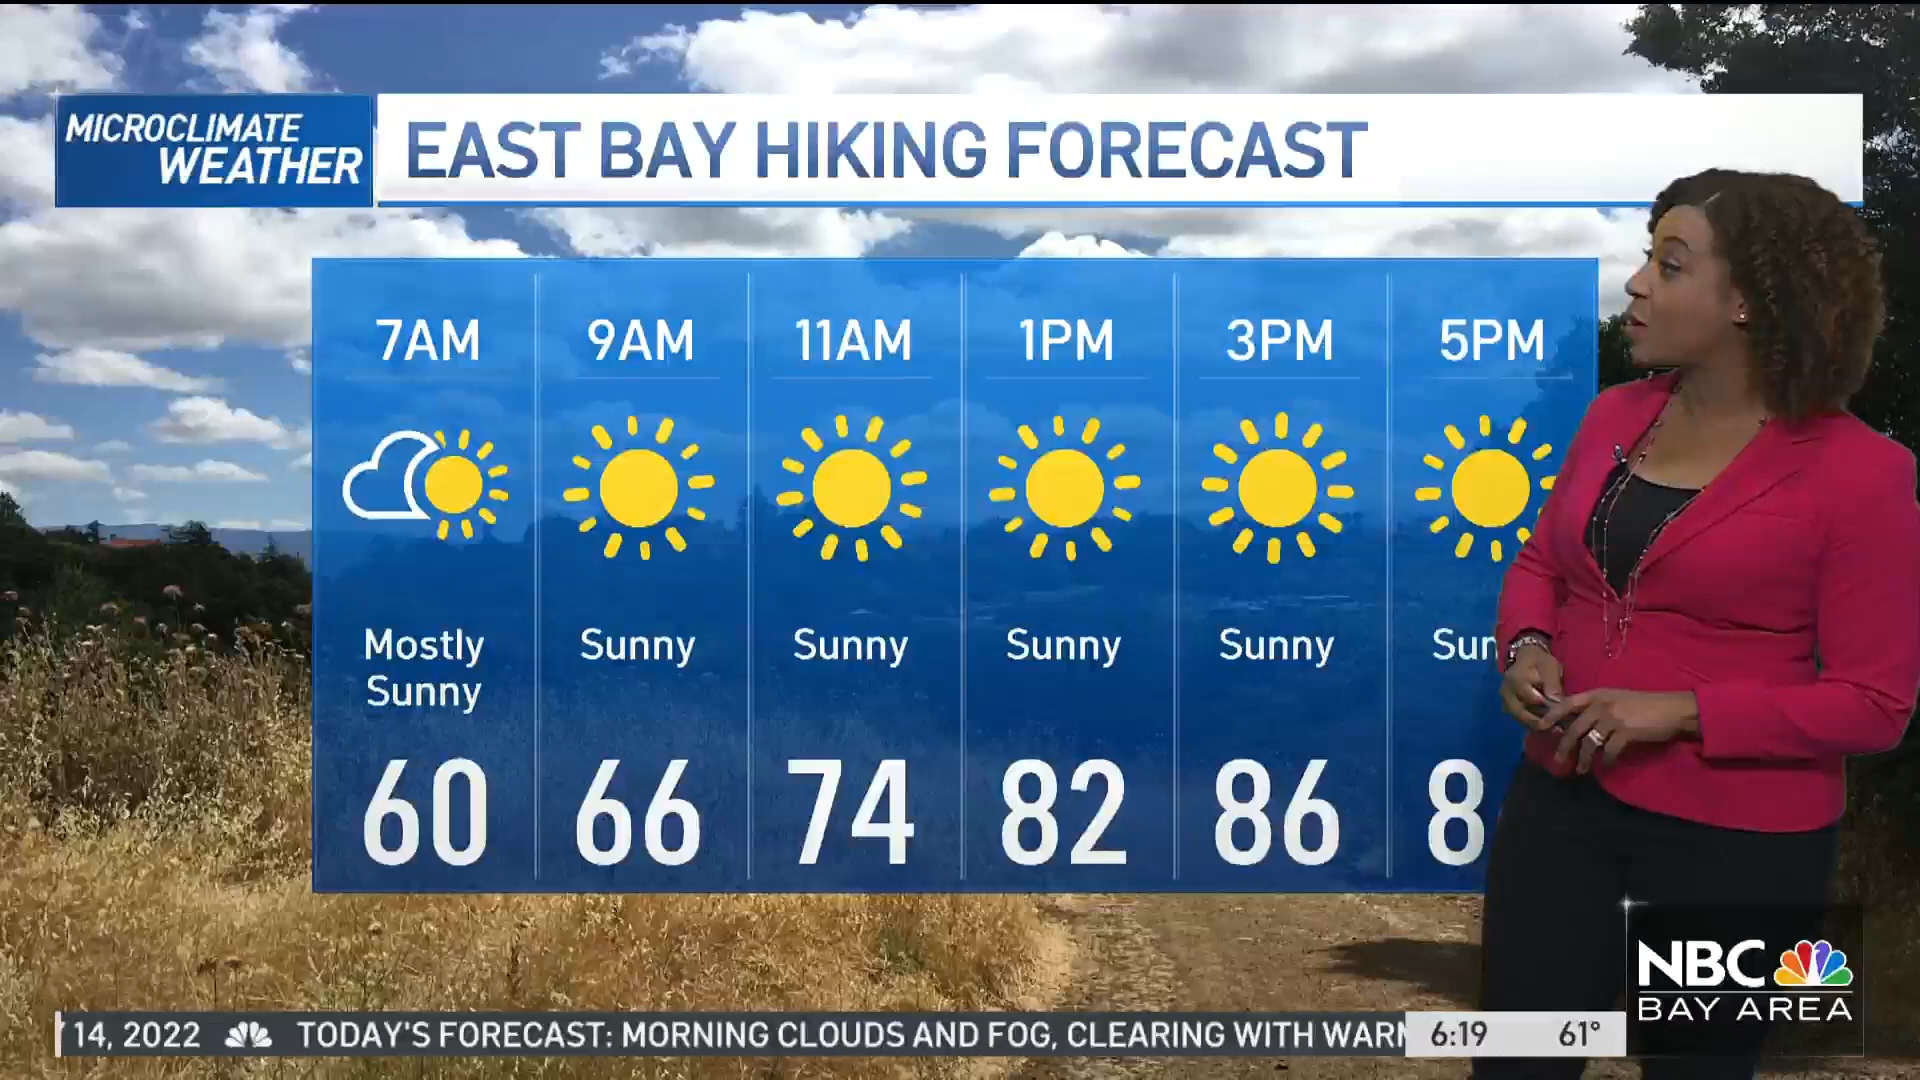 MICROCLIMATE
WEATHER
EAST BAY HIKING FORECAST
7AM 9AM 11AM 1PM 3PM 5PM
Mostly
Sunny
Sunny Sunny Sunny Sunny
60 66 74 82 86
NBC
BAY AREA
14, 2022 TODAY'S FORECAST: MORNING CLOUDS AND FOG, CLEARING WITH 6:19 61°